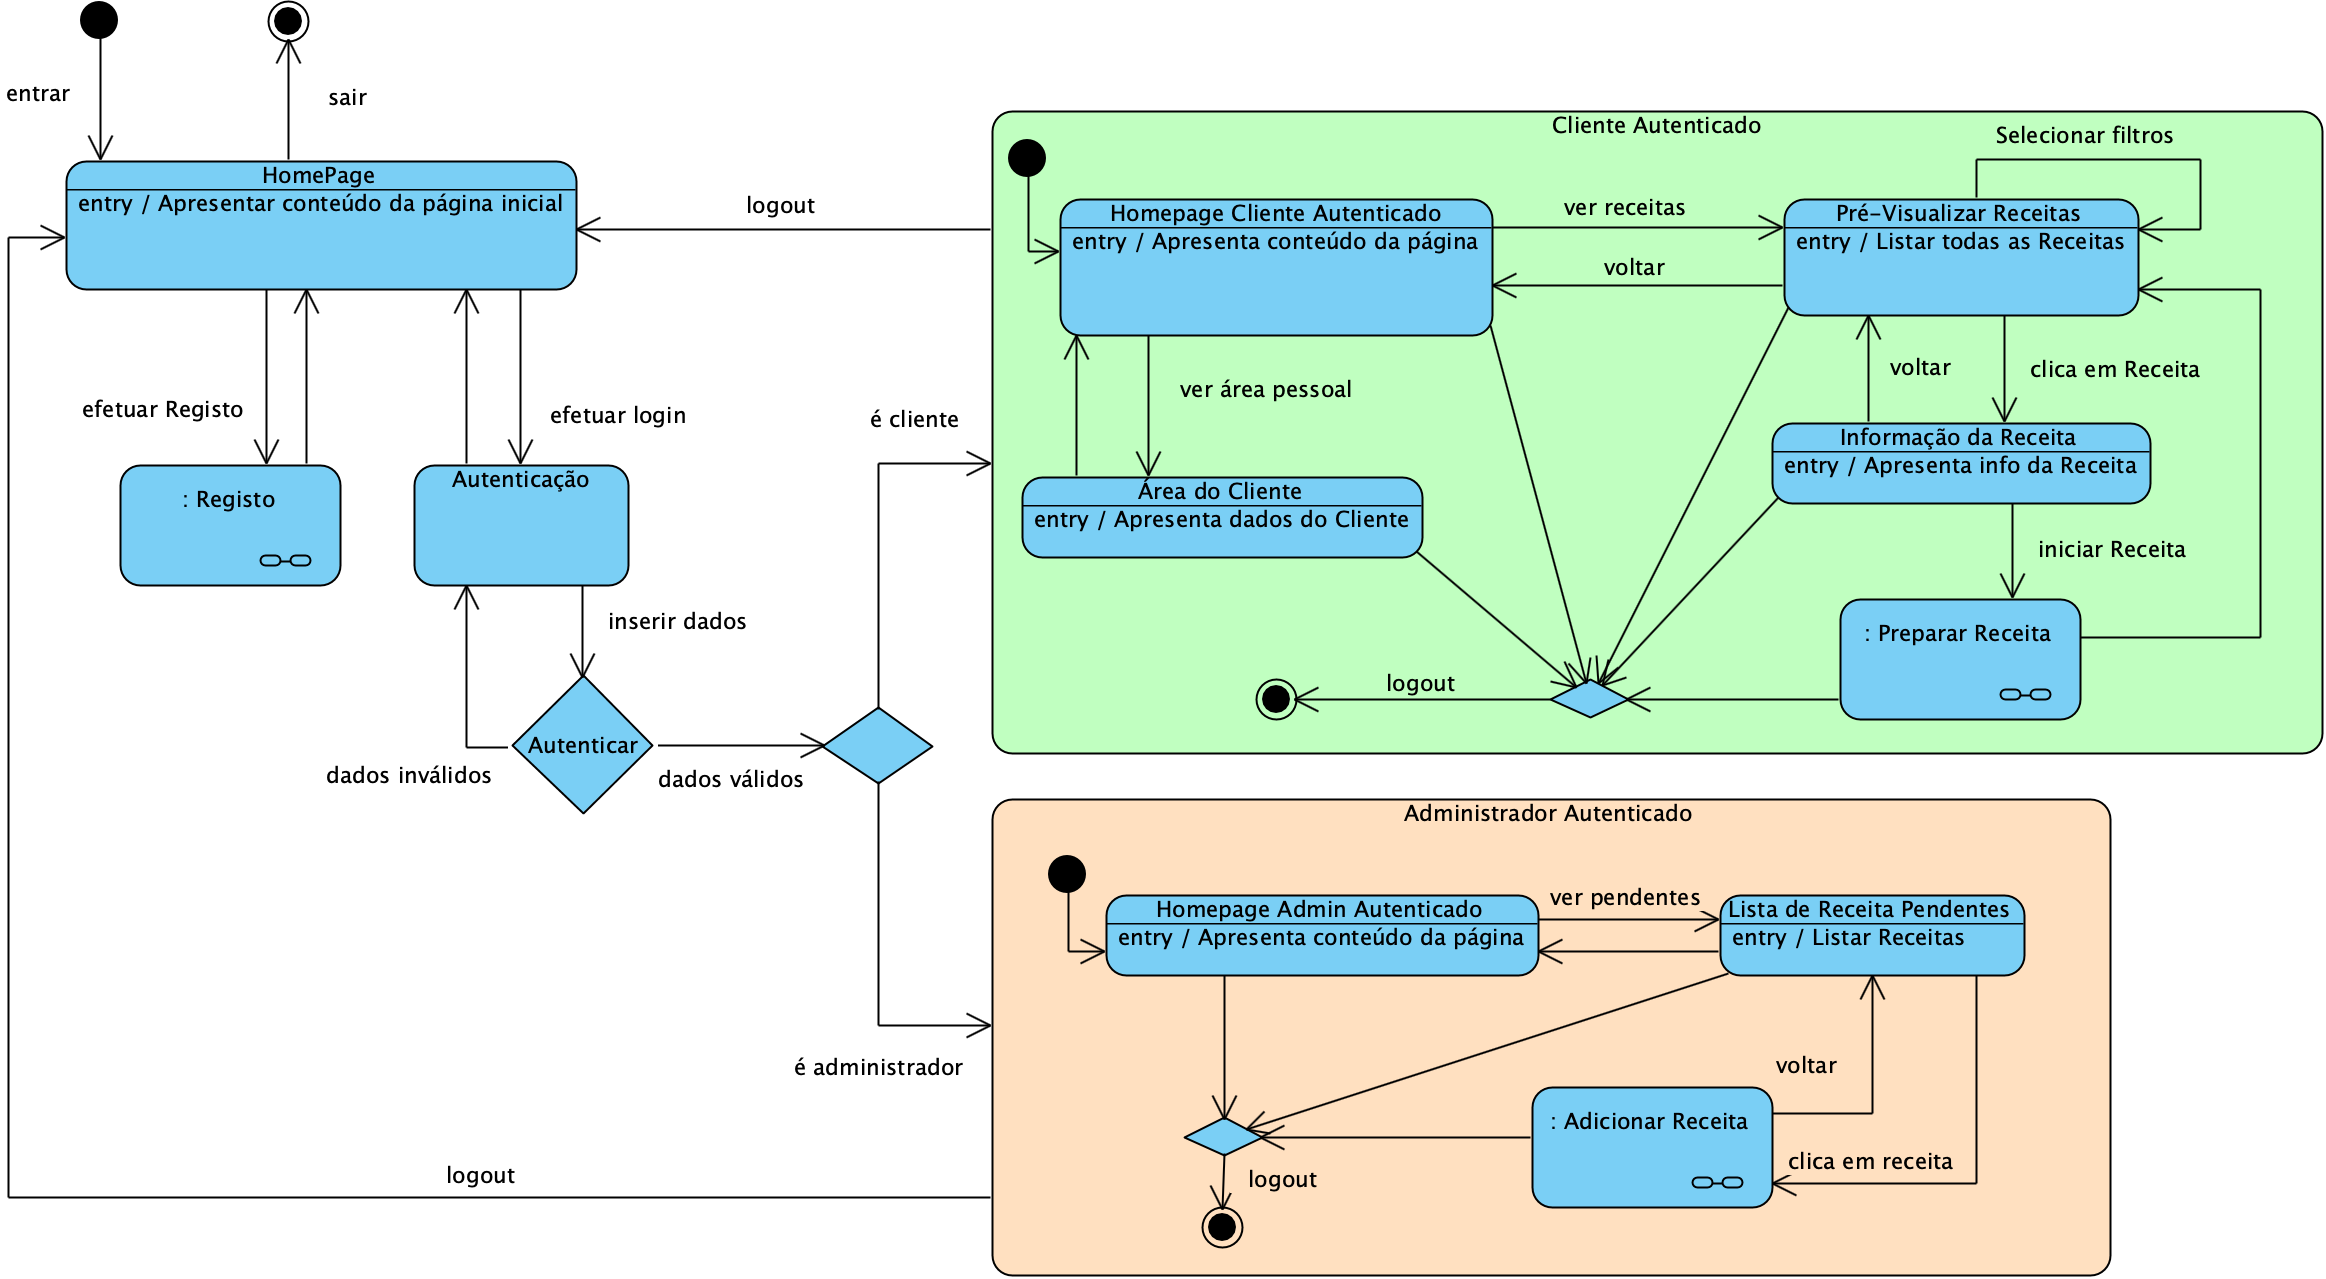 entrar
sair
HomePage
entry / Apresentar conteúdo da página inicial
logout
efetuar Registo
efetuar login
: Registo
Autenticação
inserir dados
Autenticar
dados inválidos
dados válidos
é cliente
é administrador
logout
Cliente Autenticado
Selecionar filtros
Homepage Cliente Autenticado
entry / Apresenta conteúdo da página
ver receitas
voltar
Pré-Visualizar Receitas
entry / Listar todas as Receitas
ver área pessoal
voltar
clica em Receita
Área do Cliente
entry / Apresenta dados do Cliente
Informação da Receita
entry / Apresenta info da Receita
iniciar Receita
: Preparar Receita
logout
Administrador Autenticado
Homepage Admin Autenticado
entry / Apresenta conteúdo da página
ver pendentes
Lista de Receita Pendentes
entry / Listar Receitas
voltar
: Adicionar Receita
clica em receita
logout